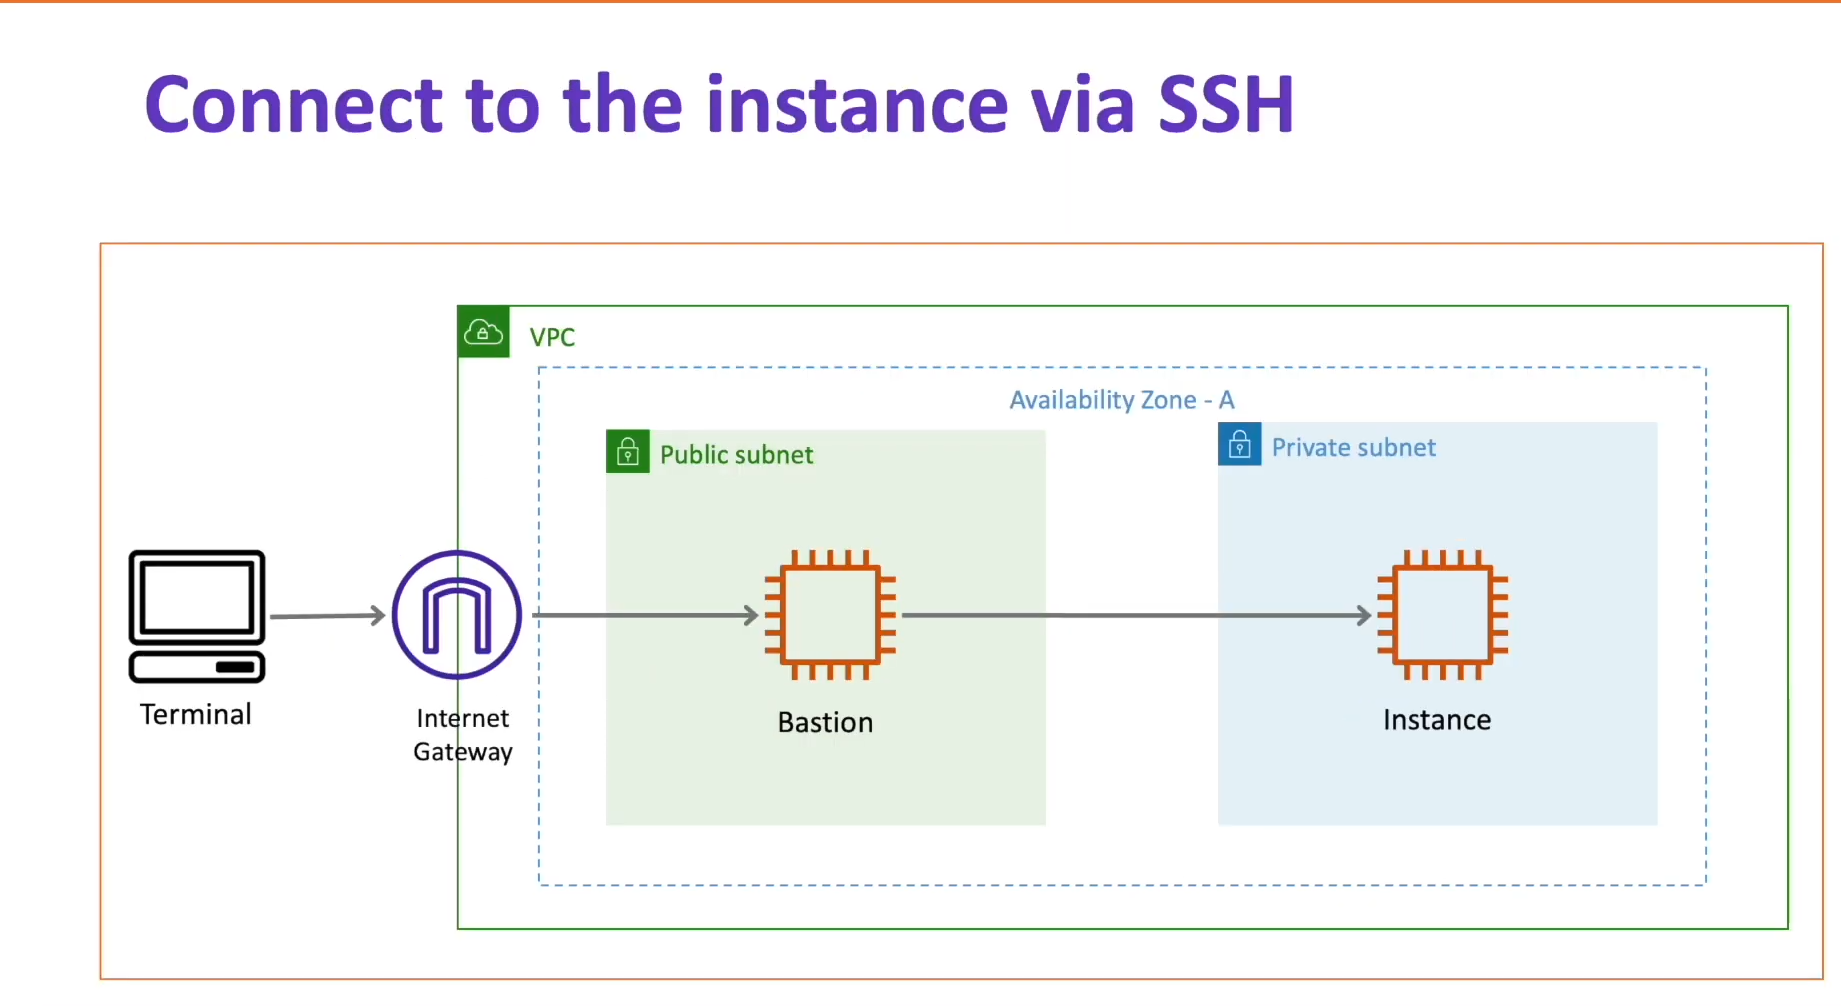 Connect to the instance via SSH
VPC
Availability Zone - A
Public subnet
Private subnet
Terminal
Internet
Gateway
Bastion
Instance